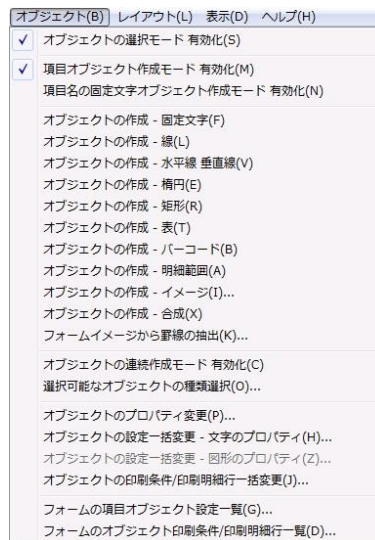 オブジェクト(B) レイアウト(L) 表示(D) ヘルプ(H)
オブジェクトの選択モード 有効化(S)
項目オブジェクト作成モード 有効化(M)
項目名の固定文字オブジェクト作成モード 有効化(N)
オブジェクトの作成 - 固定文字(F)
オブジェクトの作成 - 線(L)
オブジェクトの作成 - 水平線 垂直線(V)
オブジェクトの作成 - 楕円(E)
オブジェクトの作成 - 矩形(R)
オブジェクトの作成 - 表(T)
オブジェクトの作成 - バーコード(B)
オブジェクトの作成 - 明細範囲(A)
オブジェクトの作成 - イメージ(I)...
オブジェクトの作成 - 合成(X)
フォームイメージから罫線の抽出(K)...
オブジェクトの連続作成モード 有効化(C)
選択可能なオブジェクトの種類選択(O)...
オブジェクトのプロパティ変更(P)...
オブジェクトの設定一括変更 - 文字のプロパティ(H)...
オブジェクトの設定一括変更 - 図形のプロパティ(Z)...
オブジェクトの印刷条件/印刷明細行一括変更(J)...
フォームの項目オブジェクト設定一覧(G)...
フォームのオブジェクト印刷条件/印刷明細行一覧(D)...